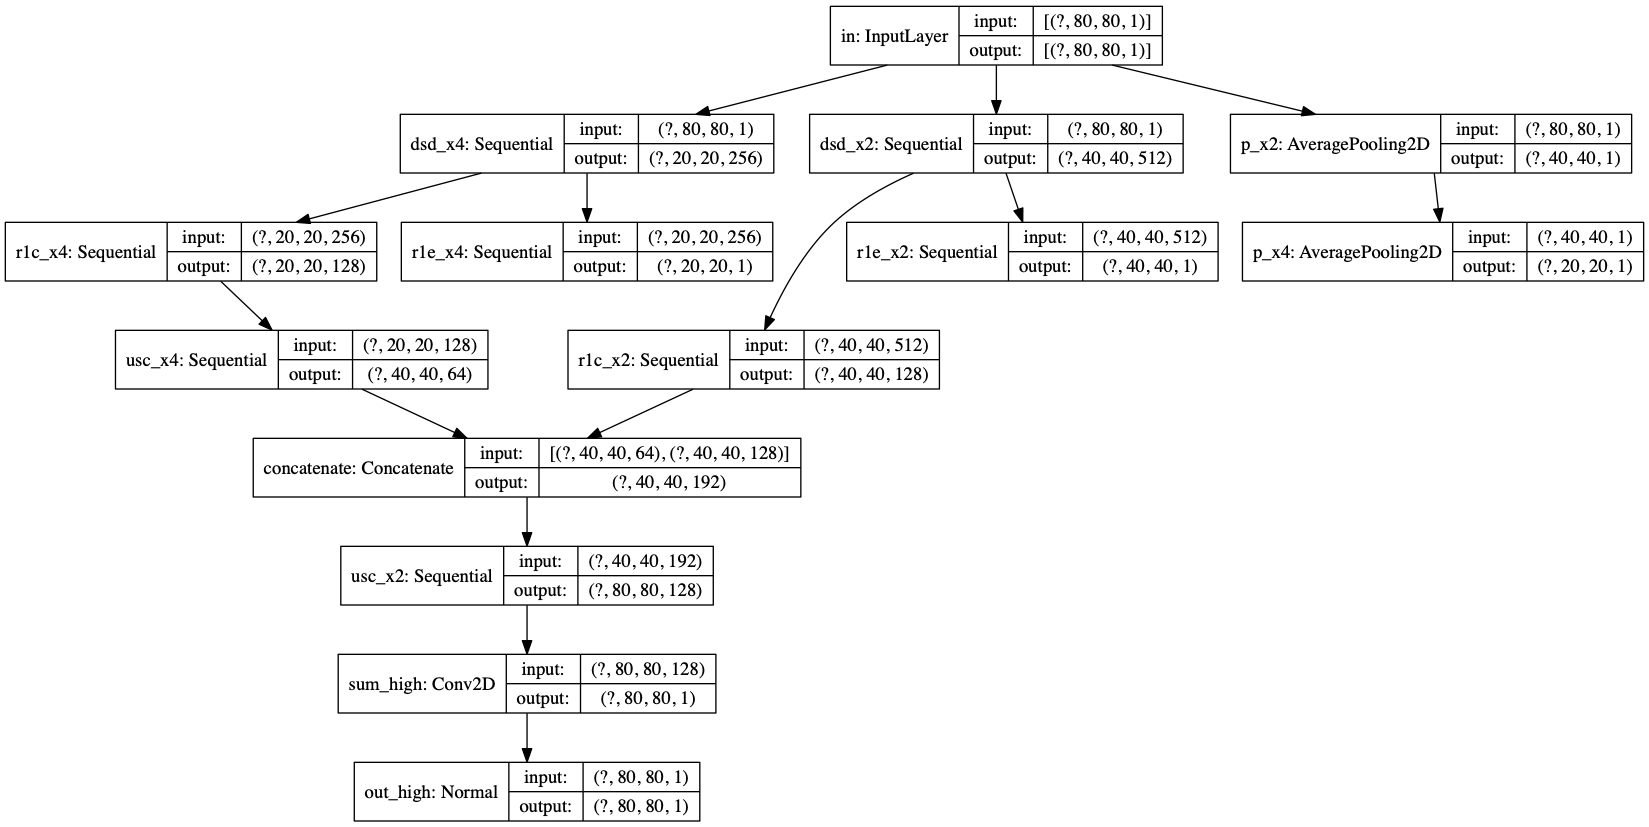 in: InputLayer
input: [(?, 80, 80, 1)]
output: [(?, 80, 80, 1)]
dsd_x4: Sequential
input: (?, 80, 80, 1)
output: (?, 20, 20, 256)
dsd_x2: Sequential
input: (?, 80, 80, 1)
output: (?, 40, 40, 512)
p_x2: AveragePooling2D
input: (?, 80, 80, 1)
output: (?, 40, 40, 1)
r1c_x4: Sequential
input: (?, 20, 20, 256)
output: (?, 20, 20, 128)
r1e_x4: Sequential
input: (?, 20, 20, 256)
output: (?, 20, 20, 1)
r1e_x2: Sequential
input: (?, 40, 40, 512)
output: (?, 40, 40, 1)
p_x4: AveragePooling2D
input: (?, 40, 40, 1)
output: (?, 20, 20, 1)
usc_x4: Sequential
input: (?, 20, 20, 128)
output: (?, 40, 40, 64)
r1c_x2: Sequential
input: (?, 40, 40, 512)
output: (?, 40, 40, 128)
concatenate: Concatenate
input: [(?, 40, 40, 64), (?, 40, 40, 128)]
output: (?, 40, 40, 192)
usc_x2: Sequential
input: (?, 40, 40, 192)
output: (?, 80, 80, 128)
sum_high: Conv2D
input: (?, 80, 80, 128)
output: (?, 80, 80, 1)
out_high: Normal
input: (?, 80, 80, 1)
output: (?, 80, 80, 1)